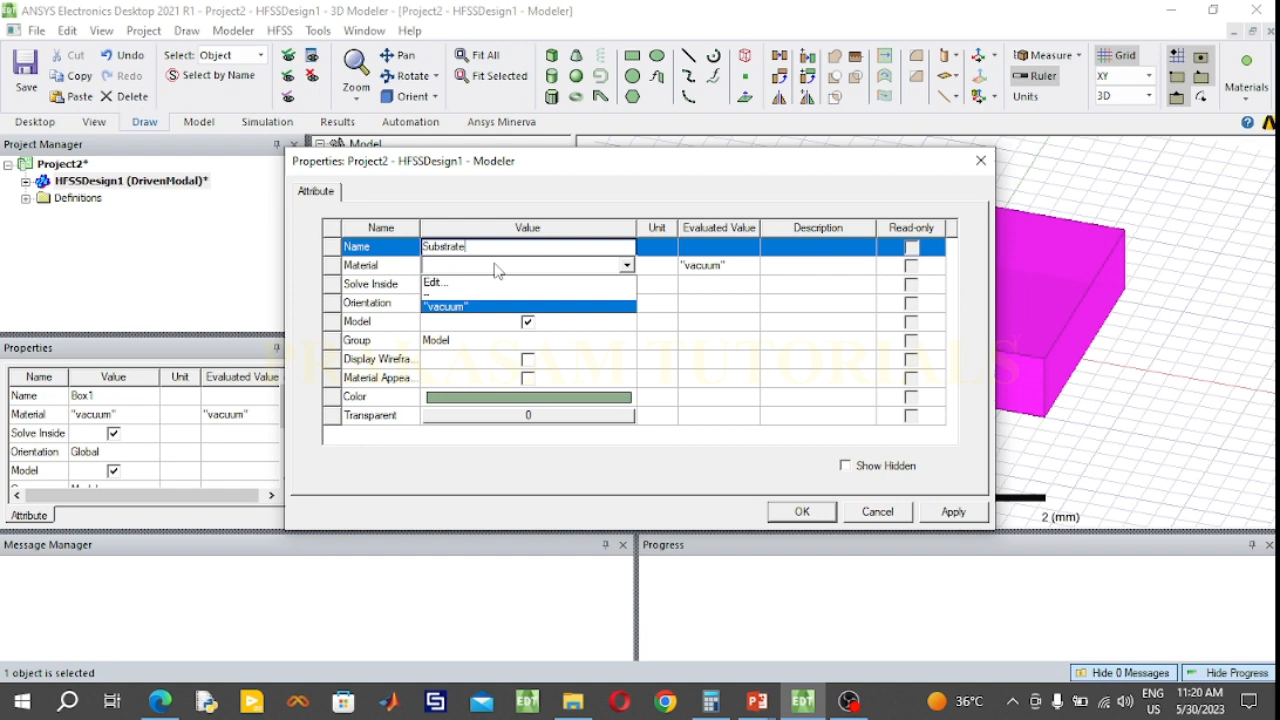 ANSYS Electronics Desktop 2021 R1 - Project2 - HFSSDesign1 - 3D Modeler - [Project2 - HFSSDesign1 - Modeler]
File Edit View Project Draw Modeler HFSS Tools Window Help
Save
Cut Undo
Copy Redo
Paste Delete
Select: Object
Select by Name
Zoom
Pan
Rotate
Orient
Fit All
Fit Selected
Measure
Ruler
Units
Grid
XY
3D
Materials
Desktop View Draw Model Simulation Results Automation Ansys Minerva
Project Manager
Project2*
HFSSDesign1 (DrivenModal)*
Definitions
Model
Properties
Name Value Unit Evaluated Value
Name Box1
Material "vacuum" "vacuum"
Solve Inside
Orientation Global
Model
Attribute
Properties: Project2 - HFSSDesign1 - Modeler
Attribute
Name Value Unit Evaluated Value Description Read-only
Name Substrate
Material "vacuum"
Edit...
--
"vacuum"
Solve Inside
Orientation
Model
Group Model
Display Wirefra...
Material Appea...
Color
Transparent 0
Show Hidden
OK Cancel Apply
PRAKASAM TUTORIALS
2 (mm)
Message Manager
Progress
1 object is selected
Hide 0 Messages Hide Progress
36°C
ENG
US
11:20 AM
5/30/2023